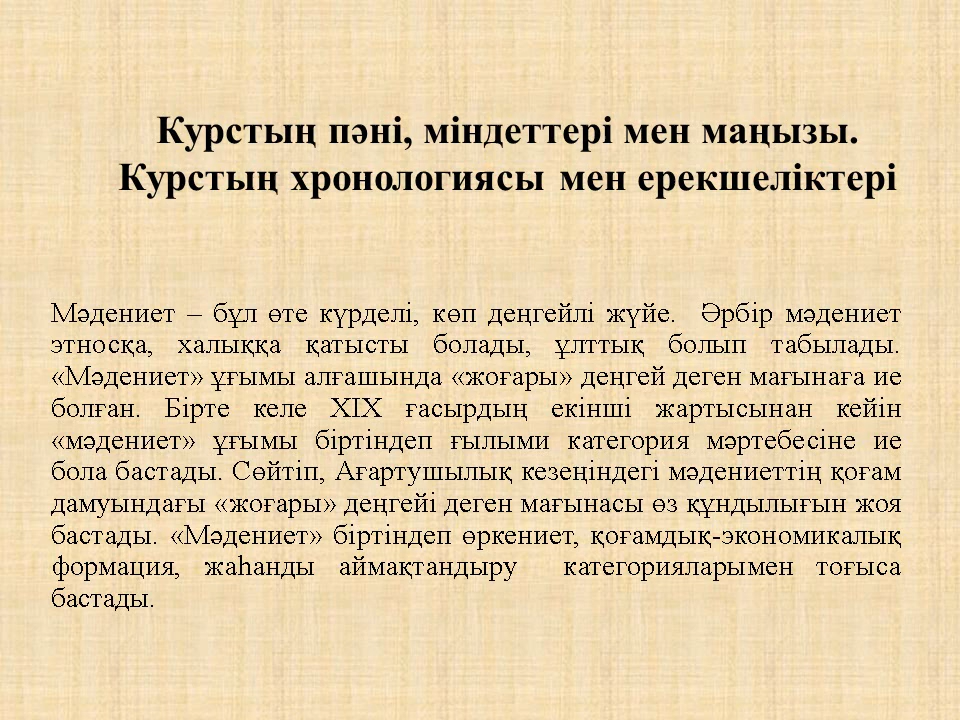 Курстың пәні, міндеттері мен маңызы.
Курстың хронологиясы мен ерекшеліктері
Мәдениет – бұл өте күрделі, көп деңгейлі жүйе. Әрбір мәдениет
этносқа, халыққа қатысты болады, ұлттық болып табылады.
«Мәдениет» ұғымы алғашында «жоғары» деңгей деген мағынаға ие
болған. Бірте келе XIX ғасырдың екінші жартысынан кейін
«мәдениет» ұғымы біртіндеп ғылыми категория мәртебесіне ие
бола бастады. Сөйтіп, Ағартушылық кезеңіндегі мәдениеттің қоғам
дамуындағы «жоғары» деңгейі деген мағынасы өз құндылығын жоя
бастады. «Мәдениет» біртіндеп өркениет, қоғамдық-экономикалық
формация, жаһанды аймақтандыру категорияларымен тоғыса
бастады.